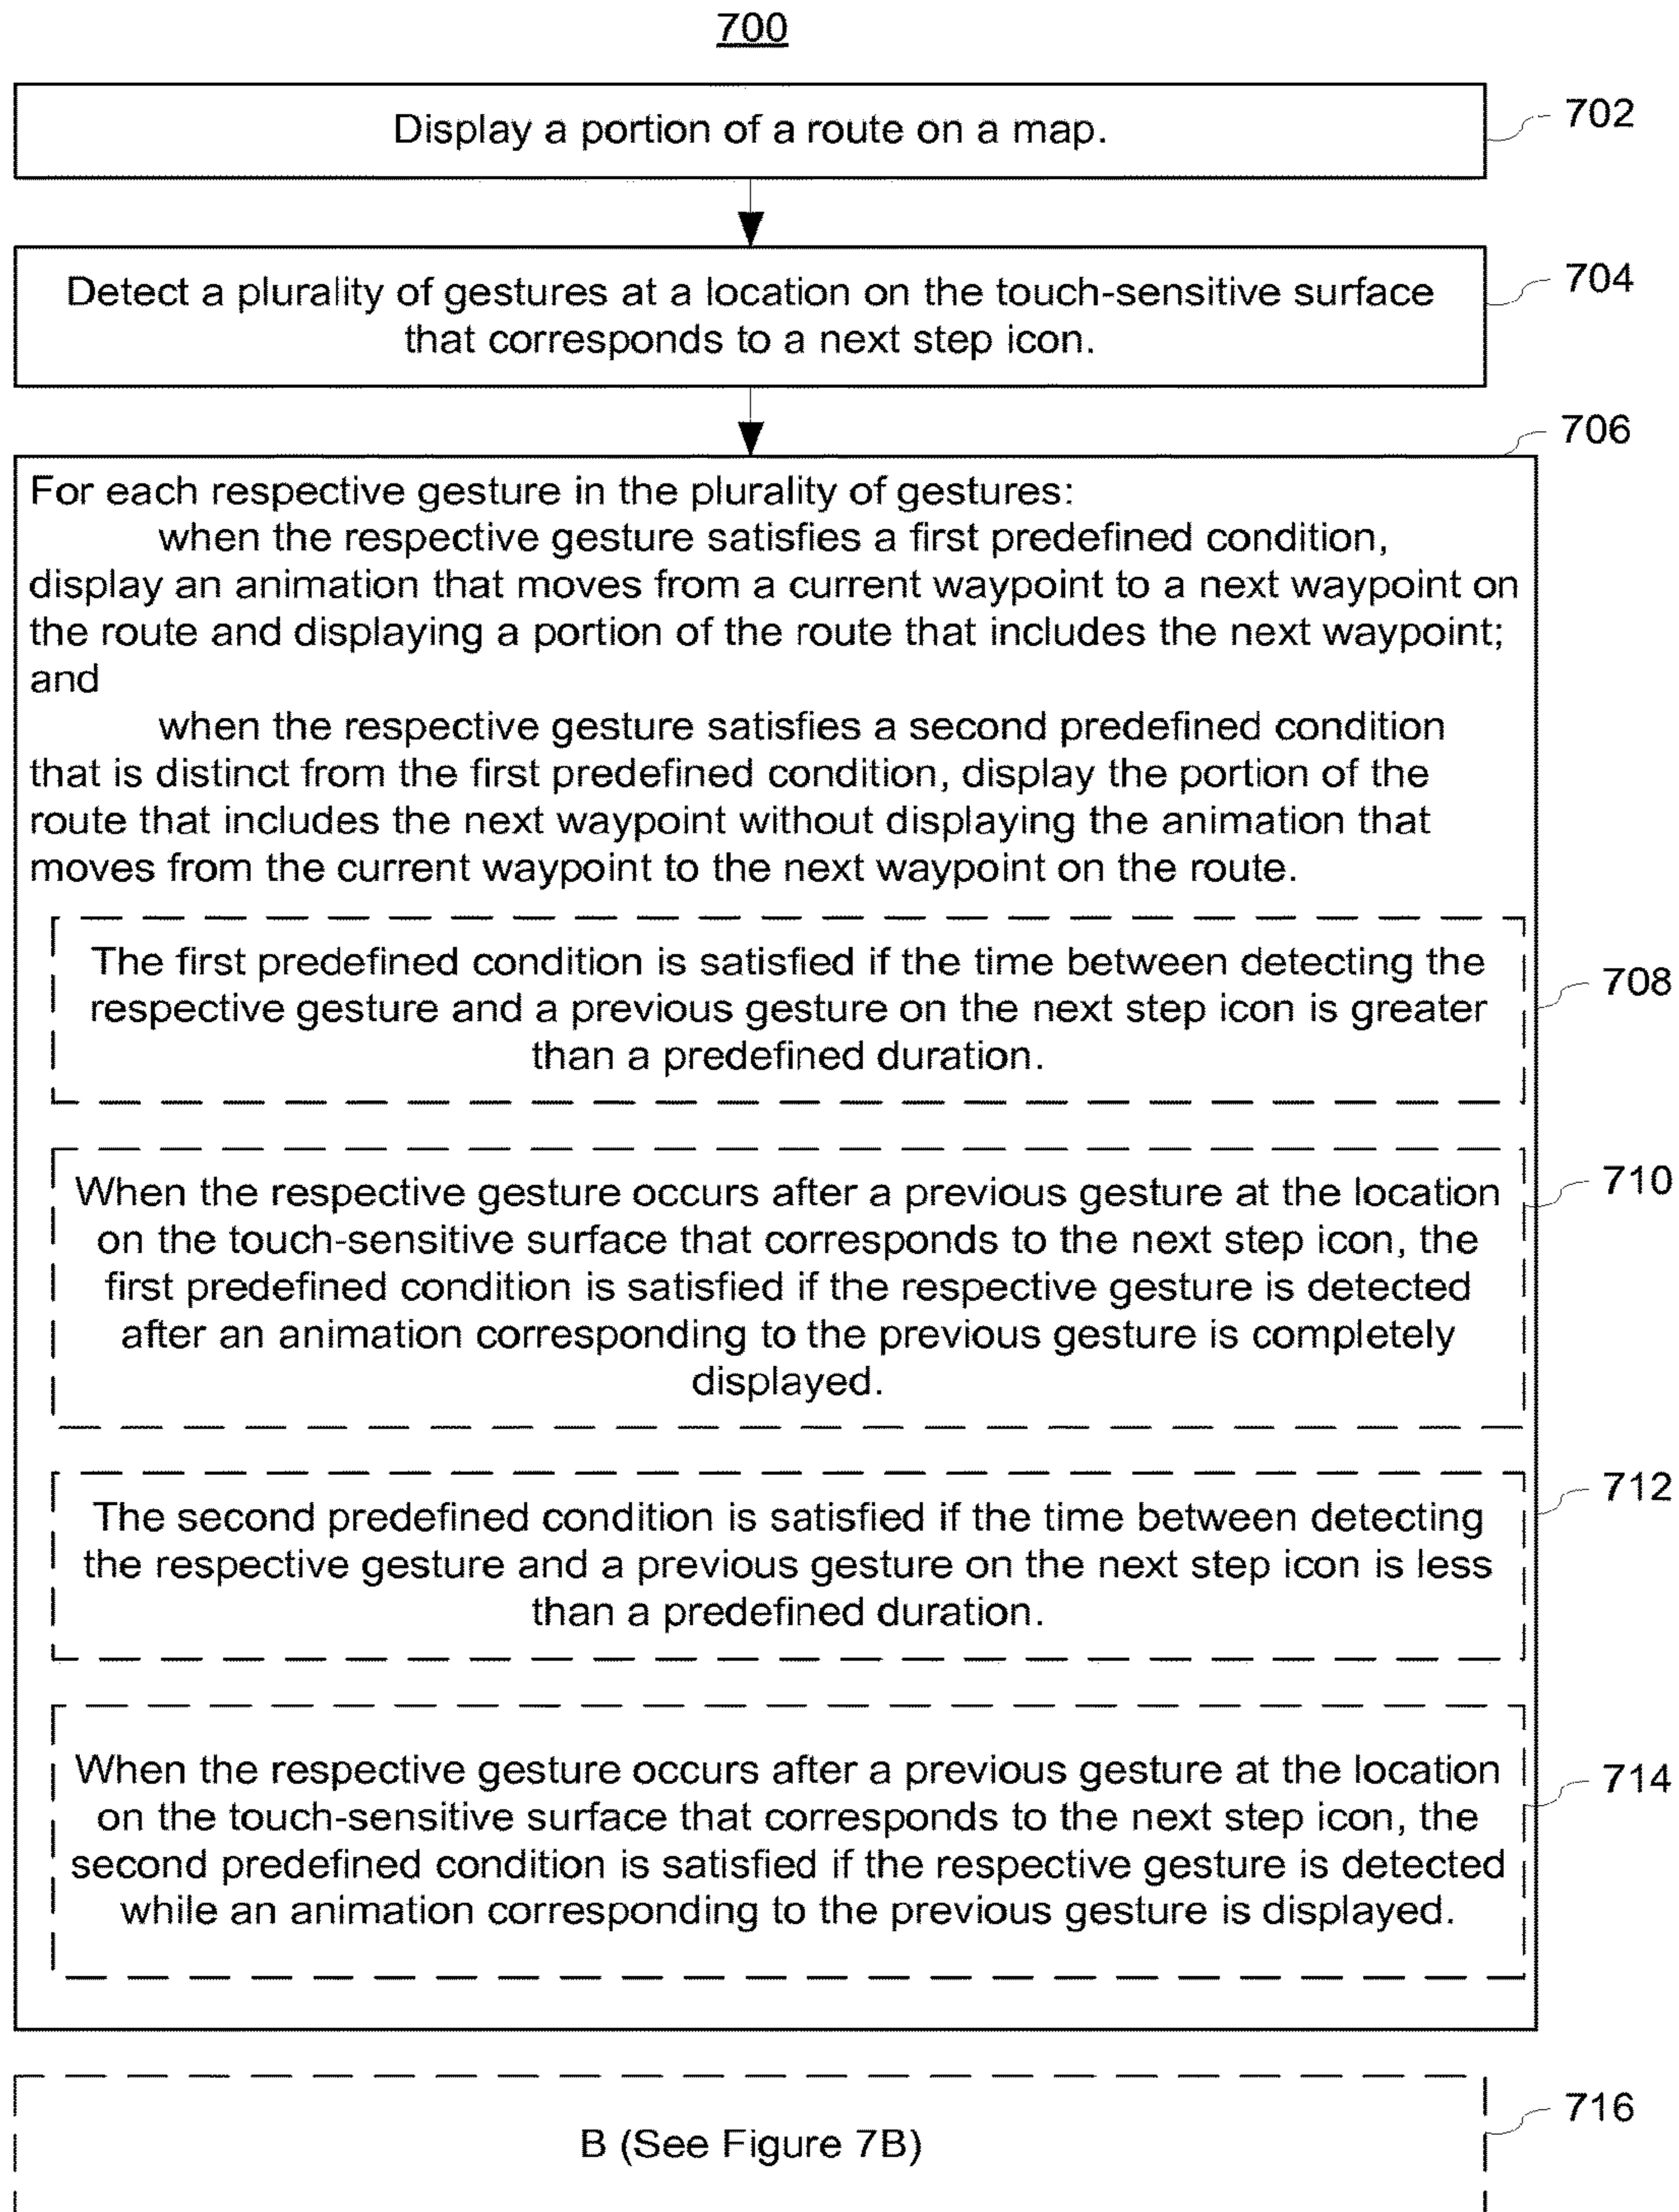 700
Display a portion of a route on a map.
702
Detect a plurality of gestures at a location on the touch-sensitive surface
that corresponds to a next step icon.
704
706
For each respective gesture in the plurality of gestures:
when the respective gesture satisfies a first predefined condition,
display an animation that moves from a current waypoint to a next waypoint on
the route and displaying a portion of the route that includes the next waypoint;
and
when the respective gesture satisfies a second predefined condition
that is distinct from the first predefined condition, display the portion of the
route that includes the next waypoint without displaying the animation that
moves from the current waypoint to the next waypoint on the route.
The first predefined condition is satisfied if the time between detecting the
respective gesture and a previous gesture on the next step icon is greater
than a predefined duration.
708
When the respective gesture occurs after a previous gesture at the location
on the touch-sensitive surface that corresponds to the next step icon, the
first predefined condition is satisfied if the respective gesture is detected
after an animation corresponding to the previous gesture is completely
displayed.
710
The second predefined condition is satisfied if the time between detecting
the respective gesture and a previous gesture on the next step icon is less
than a predefined duration.
712
When the respective gesture occurs after a previous gesture at the location
on the touch-sensitive surface that corresponds to the next step icon, the
second predefined condition is satisfied if the respective gesture is detected
while an animation corresponding to the previous gesture is displayed.
714
B (See Figure 7B)
716